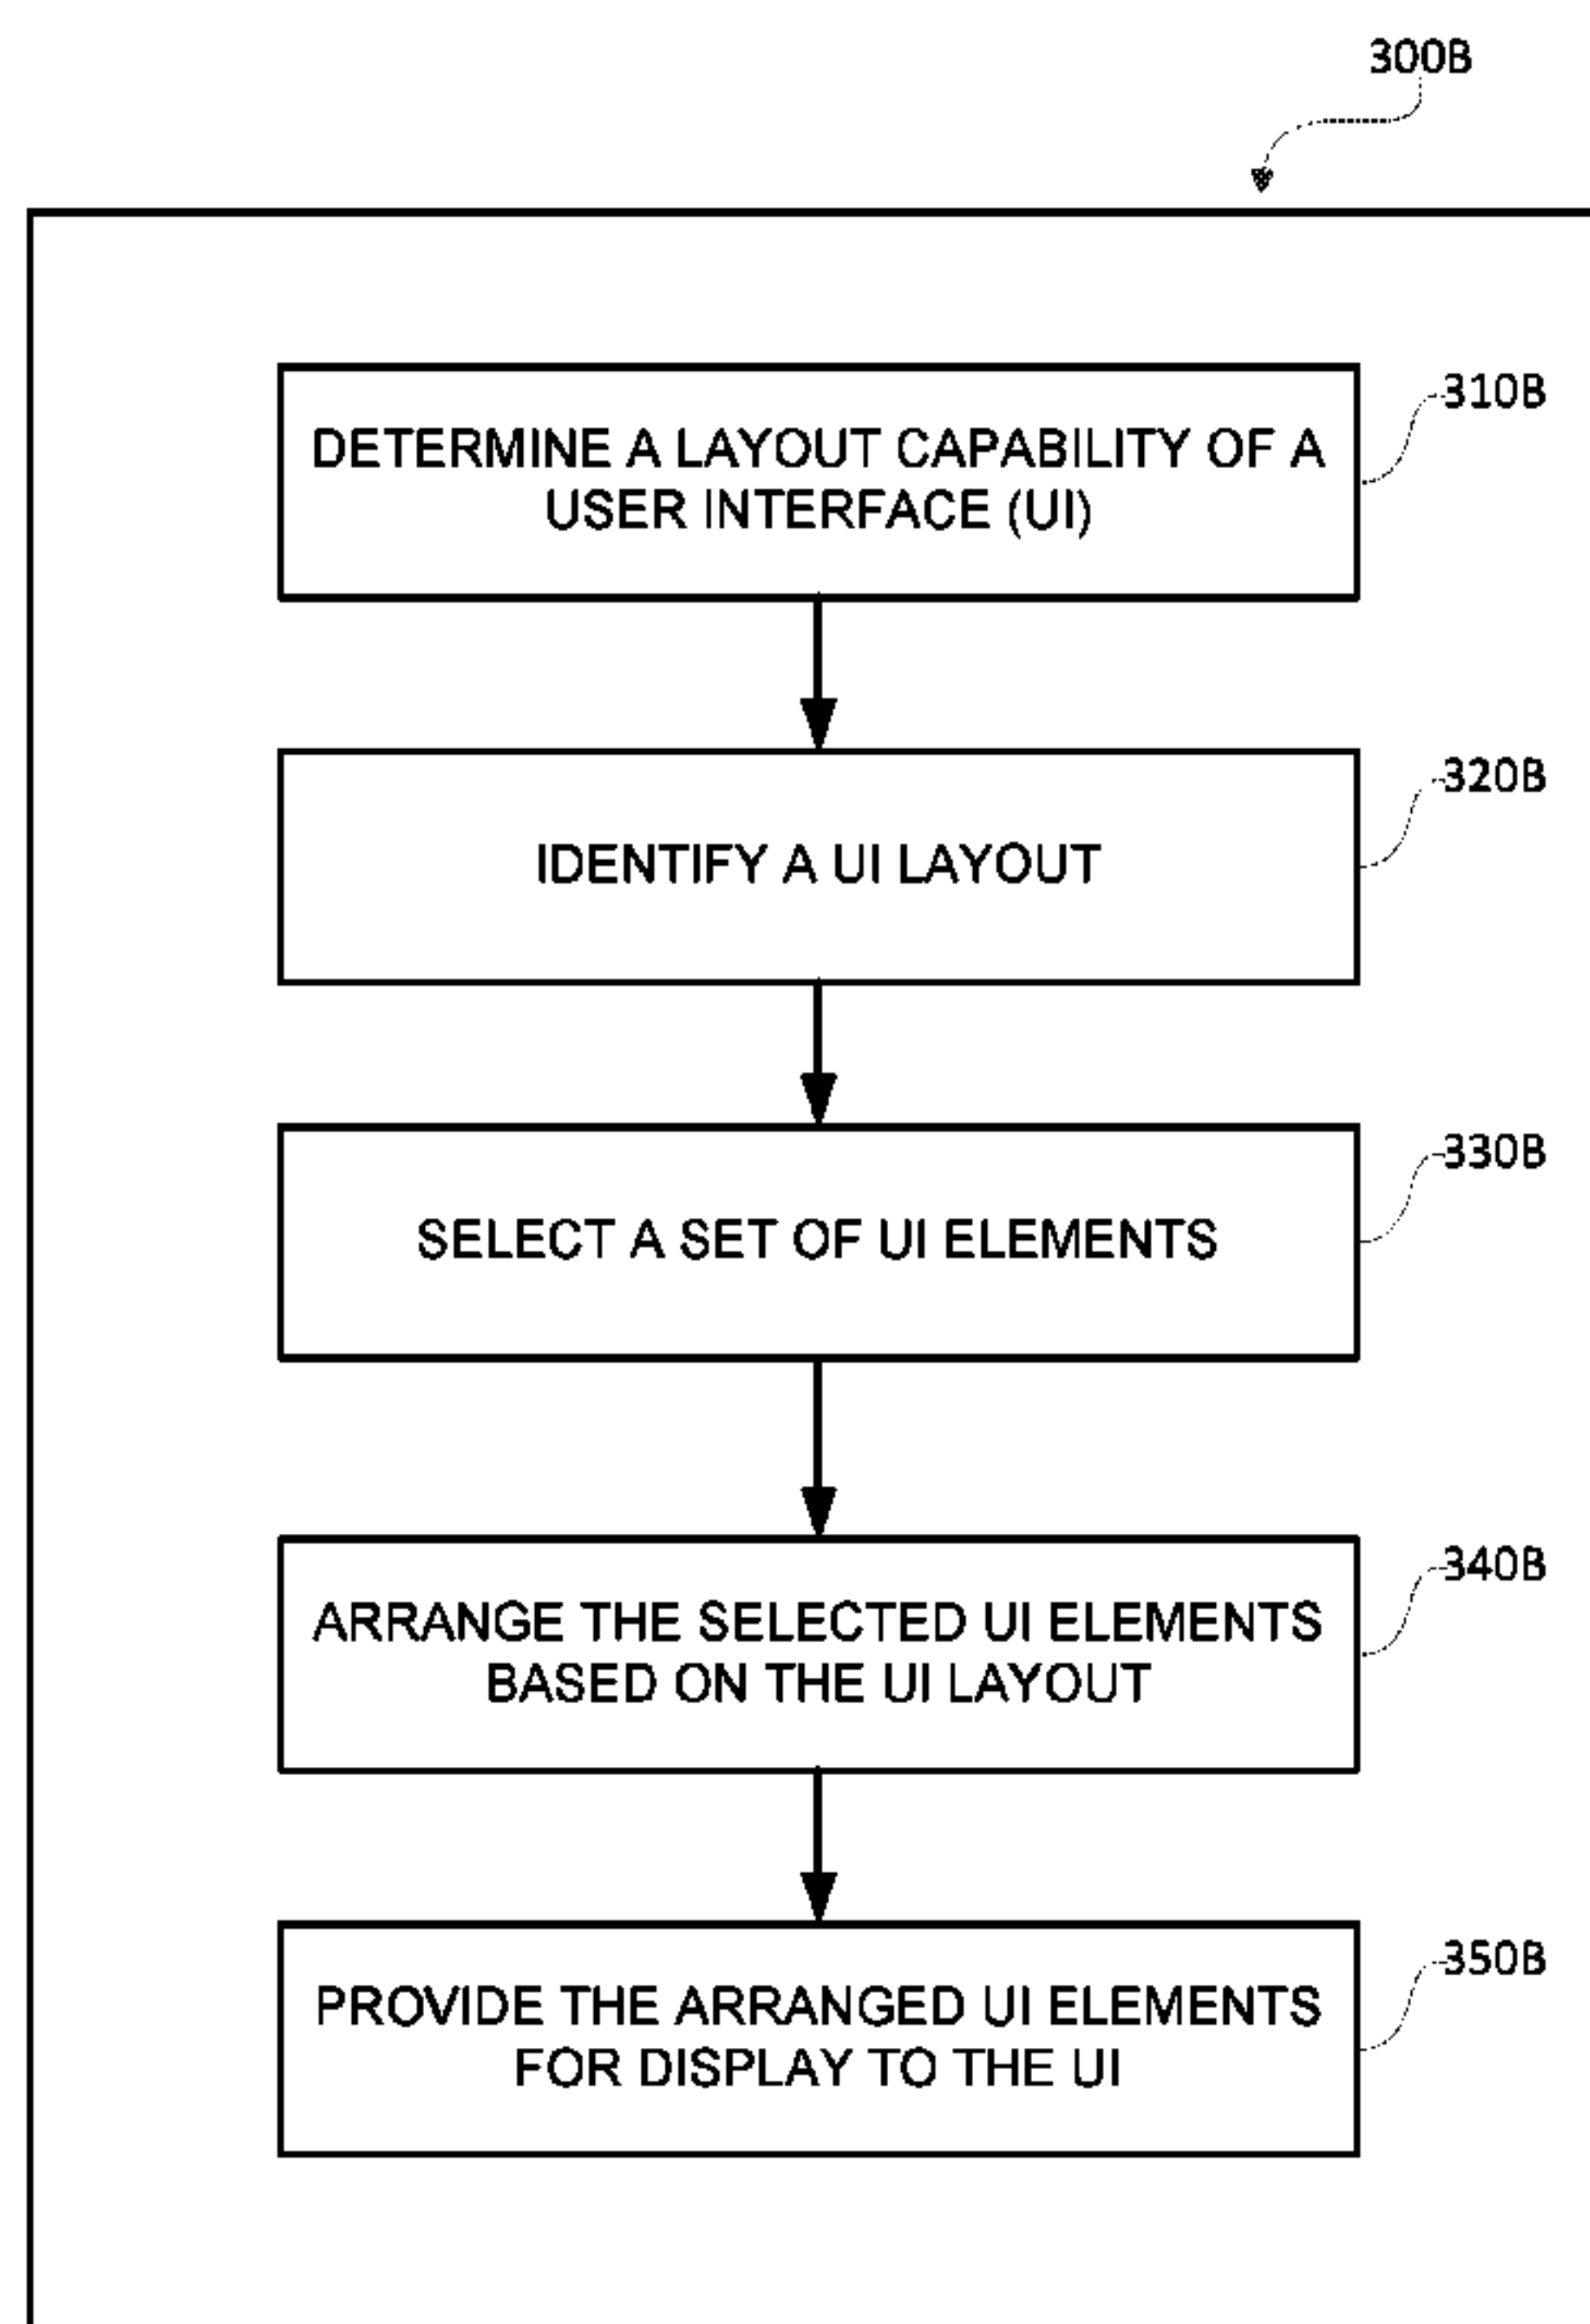 300B
310B
DETERMINE A LAYOUT CAPABILITY OF A
USER INTERFACE (UI)
320B
IDENTIFY A UI LAYOUT
330B
SELECT A SET OF UI ELEMENTS
340B
ARRANGE THE SELECTED UI ELEMENTS
BASED ON THE UI LAYOUT
350B
PROVIDE THE ARRANGED UI ELEMENTS
FOR DISPLAY TO THE UI